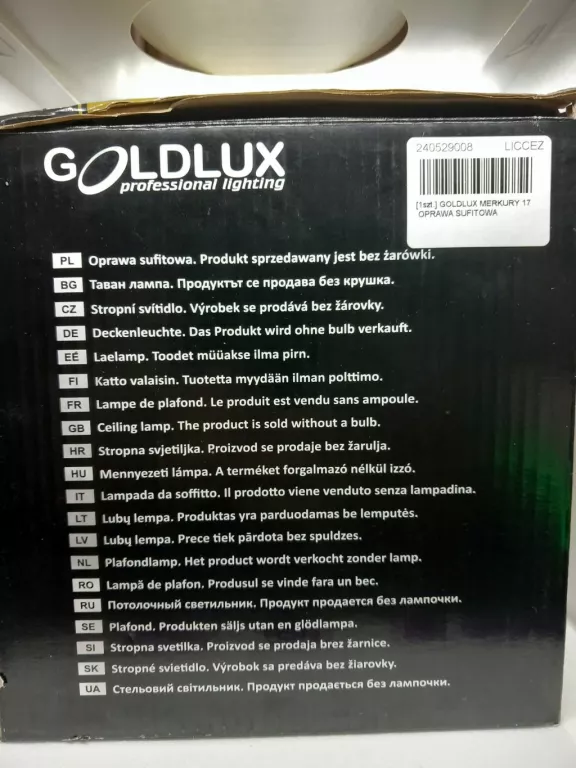 GOLDLUX
professional lighting
240529008 LICCEZ
[1szt.] GOLDLUX MERKURY 17
OPRAWA SUFITOWA
PL Oprawa sufitowa. Produkt sprzedawany jest bez żarówki.
BG Таван лампа. Продуктът се продава без крушка.
CZ Stropní svítidlo. Výrobek se prodává bez žárovky.
DE Deckenleuchte. Das Produkt wird ohne bulb verkauft.
EÉ Laelamp. Toodet müüakse ilma pirn.
FI Katto valaisin. Tuotetta myydään ilman polttimo.
FR Lampe de plafond. Le produit est vendu sans ampoule.
GB Ceiling lamp. The product is sold without a bulb.
HR Stropna svjetiljka. Proizvod se prodaje bez žarulja.
HU Mennyezeti lámpa. A terméket forgalmazó nélkül izzó.
IT Lampada da soffitto. Il prodotto viene venduto senza lampadina.
LT Lubų lempa. Produktas yra parduodamas be lemputės.
LV Lubų lempa. Prece tiek pārdota bez spuldzes.
NL Plafondlamp. Het product wordt verkocht zonder lamp.
RO Lampă de plafon. Produsul se vinde fara un bec.
RU Потолочный светильник. Продукт продается без лампочки.
SE Plafond. Produkten säljs utan en glödlampa.
SI Stropna svetilka. Proizvod se prodaja brez žarnice.
SK Stropné svietidlo. Výrobok sa predáva bez žiarovky.
UA Стельовий світильник. Продукт продається без лампочки.